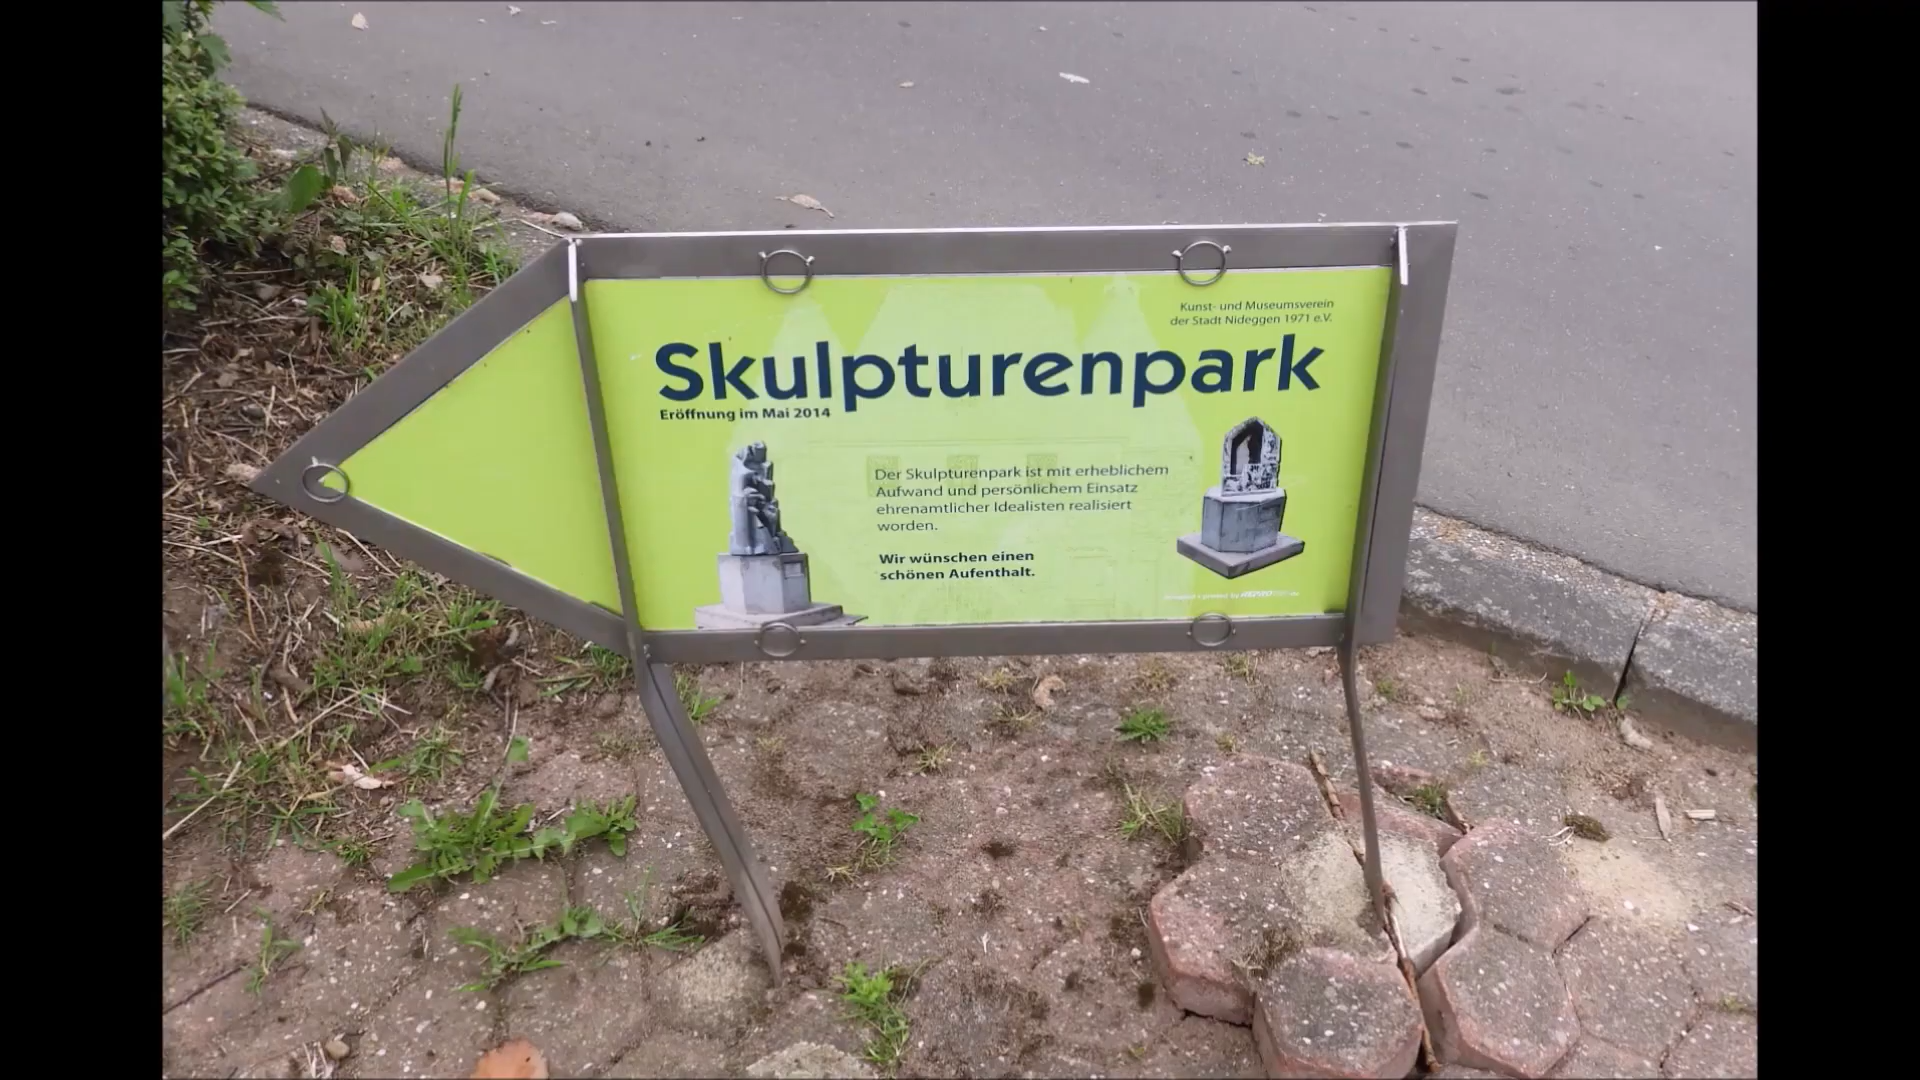 Kunst- und Museumsverein
der Stadt Nideggen 1971 e.V.
Skulpturenpark
Eröffnung im Mai 2014
Der Skulpturenpark ist mit erheblichem
Aufwand und persönlichem Einsatz
ehrenamtlicher Idealisten realisiert
worden.
Wir wünschen einen
schönen Aufenthalt.